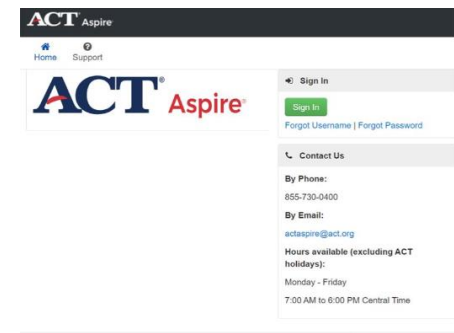 ACT Aspire
Home Support
ACT® Aspire®
Sign In
Sign In
Forgot Username | Forgot Password
Contact Us
By Phone:
855-730-0400
By Email:
actaspire@act.org
Hours available (excluding ACT
holidays):
Monday - Friday
7:00 AM to 6:00 PM Central Time